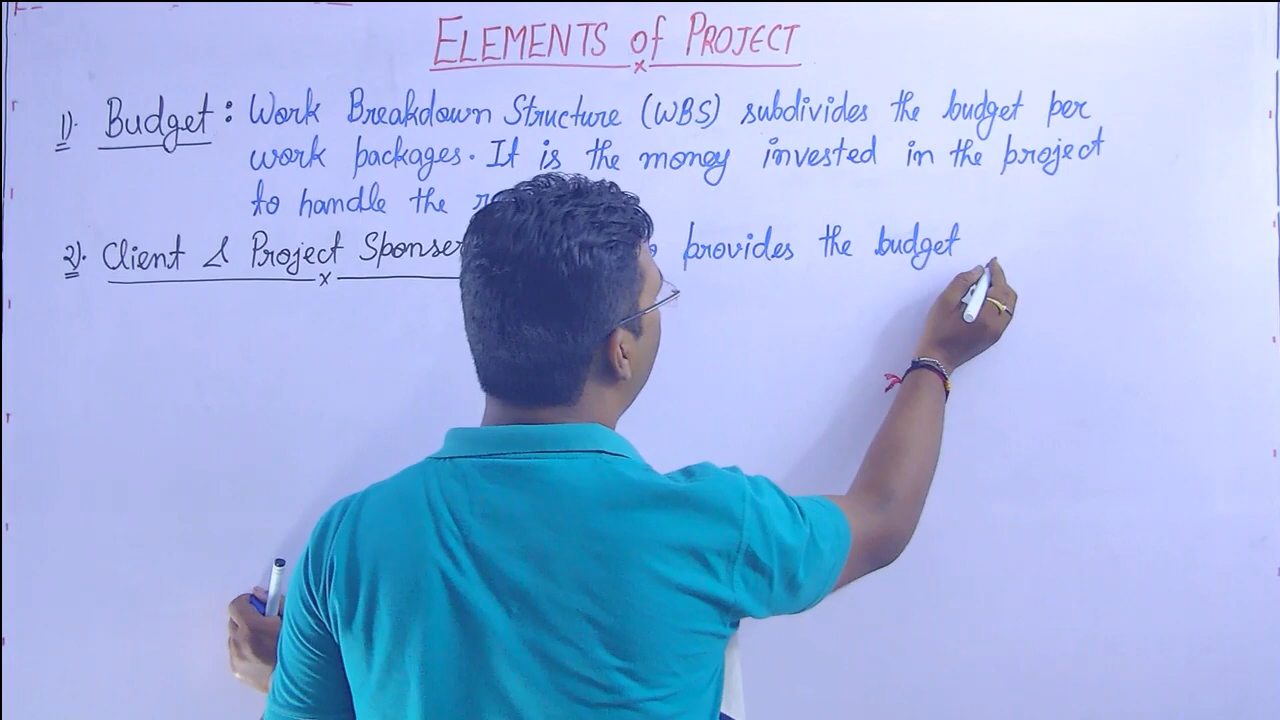 ELEMENTS of PROJECT
1). Budget : Work Breakdown Structure (WBS) subdivides the budget per
work packages. It is the money invested in the project
to handle the
2). Client & Project Sponser provides the budget